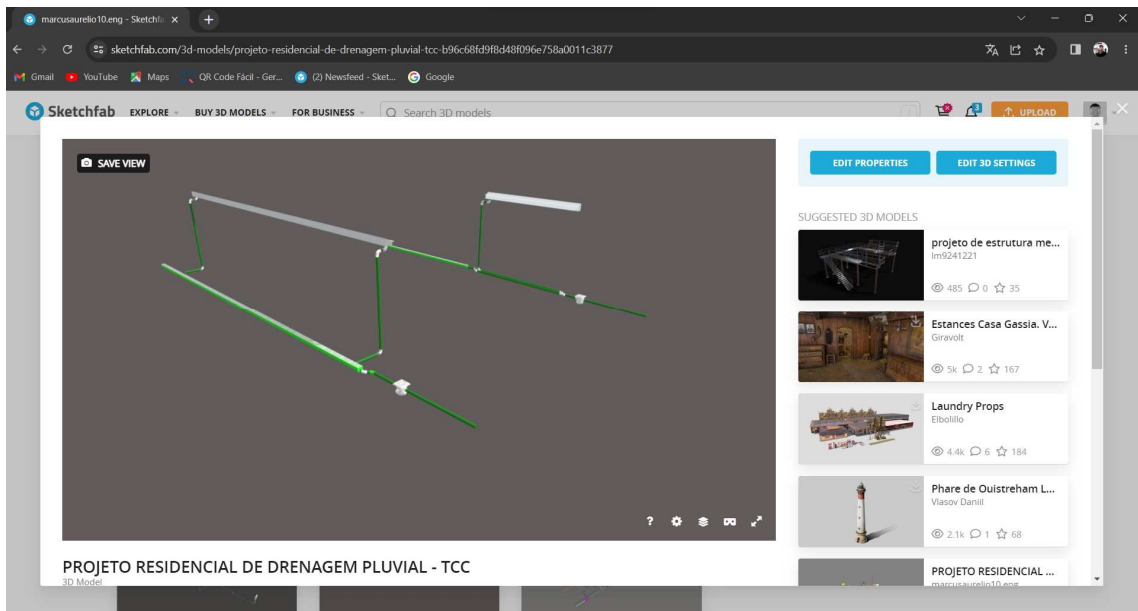 marcusaurelio10.eng - Sketchfa
sketchfab.com/3d-models/projeto-residencial-de-drenagem-pluvial-tcc-b96c68fd9f8d48f096e758a0011c3877
Gmail YouTube Maps QR Code Fácil - Ger... (2) Newsfeed - Sket... Google
Sketchfab EXPLORE BUY 3D MODELS FOR BUSINESS Search 3D models 3 UPLOAD
SAVE VIEW
EDIT PROPERTIES EDIT 3D SETTINGS
SUGGESTED 3D MODELS
projeto de estrutura me...
lm9241221
485 0 35
Estances Casa Gassia. V...
Giravolt
5k 2 167
Laundry Props
Elbolillo
4.4k 6 184
Phare de Ouistreham L...
Vlasov Daniil
2.1k 1 68
PROJETO RESIDENCIAL ...
marcusaurelio10.eng
?
PROJETO RESIDENCIAL DE DRENAGEM PLUVIAL - TCC
3D Model